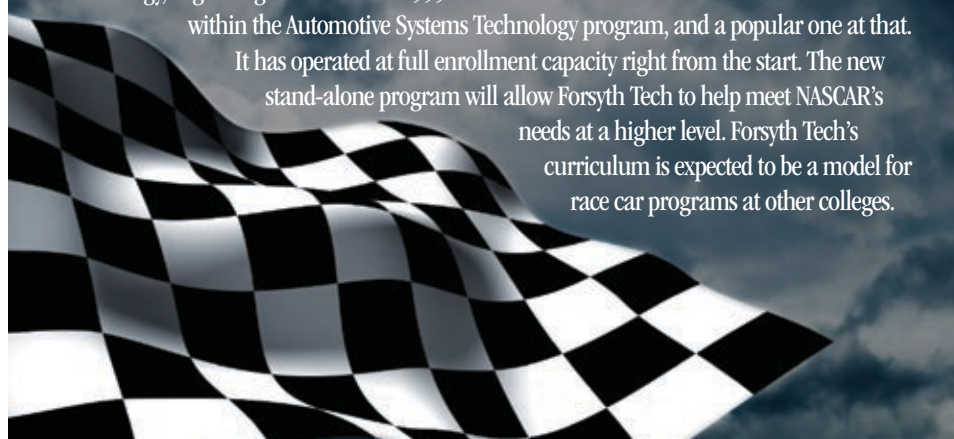 within the Automotive Systems Technology program, and a popular one at that.
It has operated at full enrollment capacity right from the start. The new
stand-alone program will allow Forsyth Tech to help meet NASCAR’s
needs at a higher level. Forsyth Tech’s
curriculum is expected to be a model for
race car programs at other colleges.